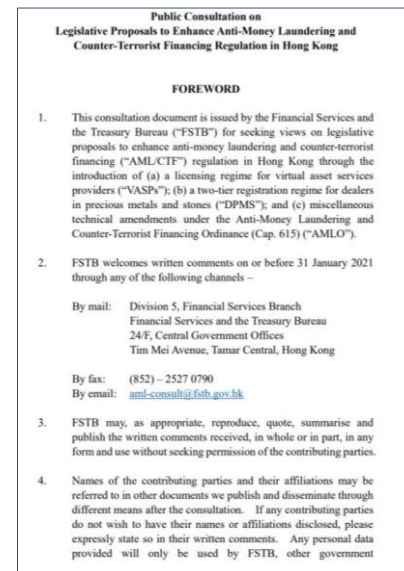 Public Consultation on
Legislative Proposals to Enhance Anti-Money Laundering and
Counter-Terrorist Financing Regulation in Hong Kong
FOREWORD
1. This consultation document is issued by the Financial Services and
the Treasury Bureau (“FSTB”) for seeking views on legislative
proposals to enhance anti-money laundering and counter-terrorist
financing (“AML/CTF”) regulation in Hong Kong through the
introduction of (a) a licensing regime for virtual asset services
providers (“VASPs”); (b) a two-tier registration regime for dealers
in precious metals and stones (“DPMS”); and (c) miscellaneous
technical amendments under the Anti-Money Laundering and
Counter-Terrorist Financing Ordinance (Cap. 615) (“AMLO”).
2. FSTB welcomes written comments on or before 31 January 2021
through any of the following channels –
By mail: Division 5, Financial Services Branch
Financial Services and the Treasury Bureau
24/F, Central Government Offices
Tim Mei Avenue, Tamar Central, Hong Kong
By fax: (852) – 2527 0790
By email: aml-consult@fstb.gov.hk
3. FSTB may, as appropriate, reproduce, quote, summarise and
publish the written comments received, in whole or in part, in any
form and use without seeking permission of the contributing parties.
4. Names of the contributing parties and their affiliations may be
referred to in other documents we publish and disseminate through
different means after the consultation. If any contributing parties
do not wish to have their names or affiliations disclosed, please
expressly state so in their written comments. Any personal data
provided will only be used by FSTB, other government